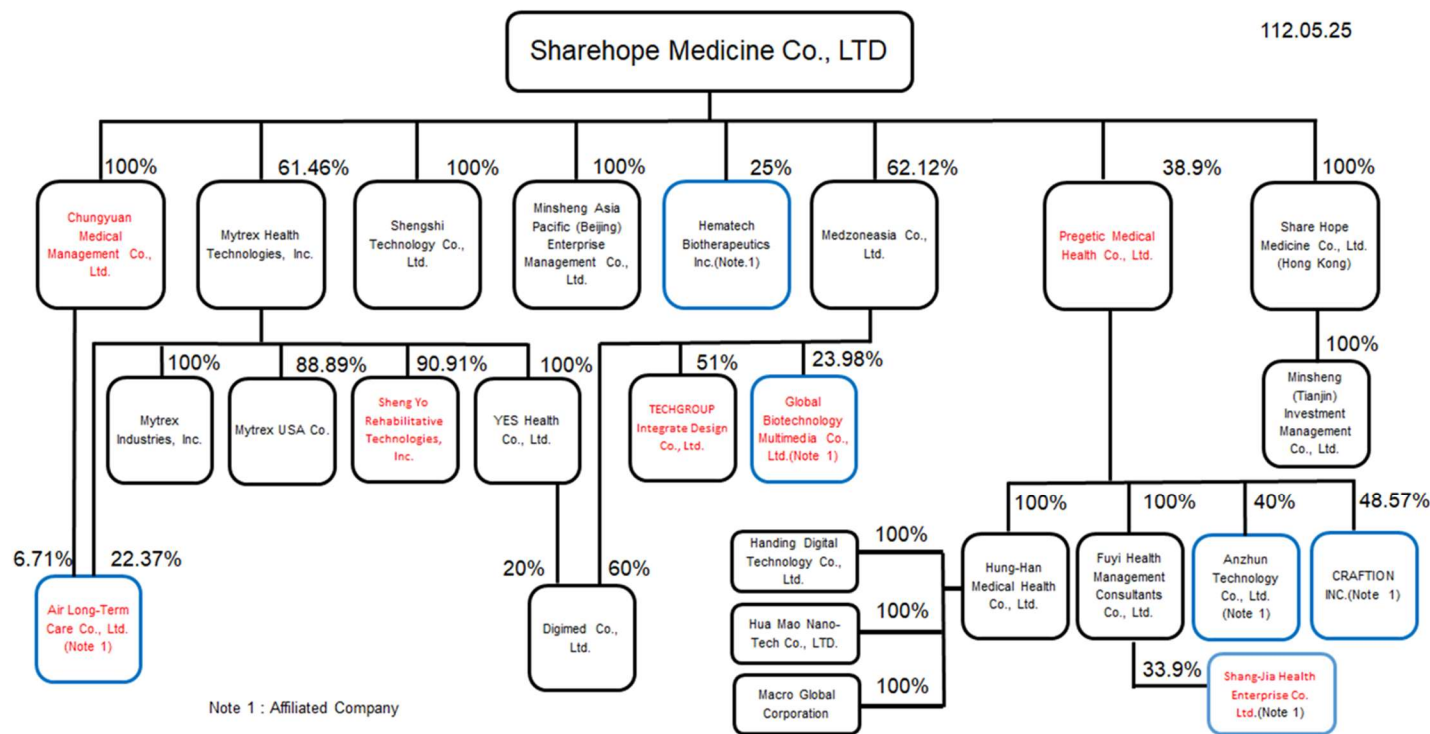 112.05.25
Sharehope Medicine Co., LTD
100%
61.46%
100%
100%
25%
62.12%
38.9%
100%
Chungyuan
Medical
Management Co.,
Ltd.
Mytrex Health
Technologies, Inc.
Shengshi
Technology Co.,
Ltd.
Minsheng Asia
Pacific (Beijing)
Enterprise
Management Co.,
Ltd.
Hematech
Biotherapeutics
Inc.(Note.1)
Medzoneasia Co.,
Ltd.
Pregetic Medical
Health Co., Ltd.
Share Hope
Medicine Co., Ltd.
(Hong Kong)
100%
88.89%
90.91%
100%
51%
23.98%
100%
Mytrex
Industries, Inc.
Mytrex USA Co.
Sheng Yo
Rehabilitative
Technologies,
Inc.
YES Health
Co., Ltd.
TECHGROUP
Integrate Design
Co., Ltd.
Global
Biotechnology
Multimedia Co.,
Ltd.(Note 1)
Minsheng
(Tianjin)
Investment
Management
Co., Ltd.
6.71%
22.37%
20%
60%
100%
100%
40%
48.57%
Air Long-Term
Care Co., Ltd.
(Note 1)
Digimed Co.,
Ltd.
100%
Handing Digital
Technology Co.,
Ltd.
100%
Hua Mao Nano-
Tech Co., LTD.
100%
Macro Global
Corporation
Hung-Han
Medical Health
Co., Ltd.
Fuyi Health
Management
Consultants
Co., Ltd.
Anzhun
Technology
Co., Ltd.
(Note 1)
CRAFTION
INC.(Note 1)
33.9%
Shang-Jia Health
Enterprise Co.
Ltd.(Note 1)
Note 1 : Affiliated Company